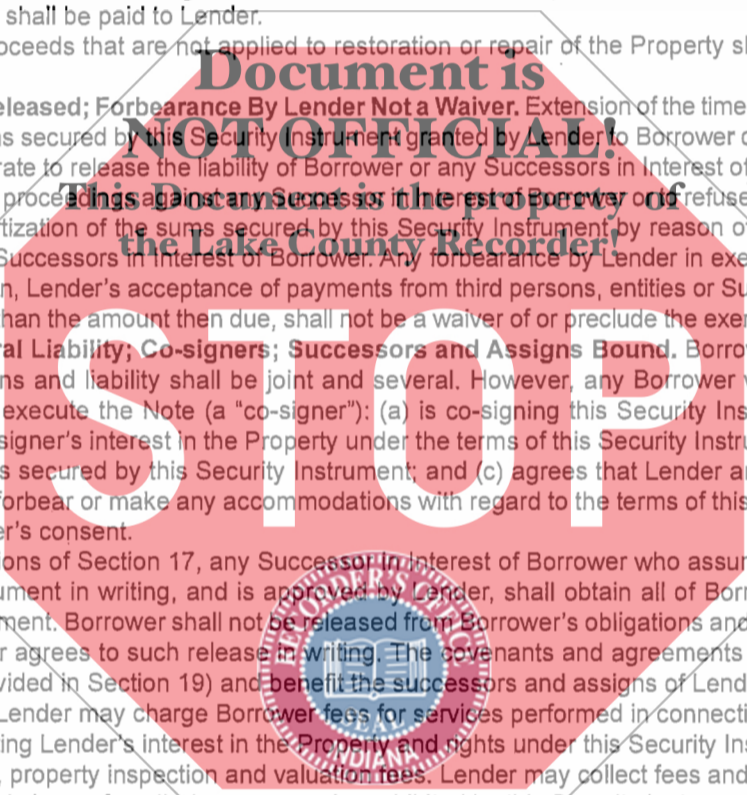 shall be paid to Lender.
oceeds that are not applied to restoration or repair of the Property sl
Document is
eleased; Forbearance By Lender Not a Waiver. Extension of the time
NOT OFFICIAL!
s secured by this Security Instrument granted by Lender to Borrower
rate to release the liability of Borrower or any Successors in Interest of
This Document is the property of
proceedings against any Successor in Interest of Borrower or to refuse
tization of the sums secured by this Security Instrument by reason o
the Lake County Recorder!
Successors in Interest of Borrower. Any forbearance by Lender in exe
n, Lender's acceptance of payments from third persons, entities or Su
han the amount then due, shall not be a waiver of or preclude the exer
STOP
al Liability; Co-signers; Successors and Assigns Bound. Borro
ns and liability shall be joint and several. However, any Borrower
execute the Note (a "co-signer"): (a) is co-signing this Security Ins
signer's interest in the Property under the terms of this Security Instru
s secured by this Security Instrument; and (c) agrees that Lender a
forbear or make any accommodations with regard to the terms of this
er's consent.
ons of Section 17, any Successor in Interest of Borrower who assu
ument in writing, and is approved by Lender, shall obtain all of Borr
ment. Borrower shall not be released from Borrower's obligations and
r agrees to such release in writing. The covenants and agreements
vided in Section 19) and benefit the successors and assigns of Lend
Lender may charge Borrower fees for services performed in connecti
ing Lender's interest in the Property and rights under this Security Ins
, property inspection and valuation fees. Lender may collect fees and
RECORDER'S OFFICE
SEAL
INDIANA